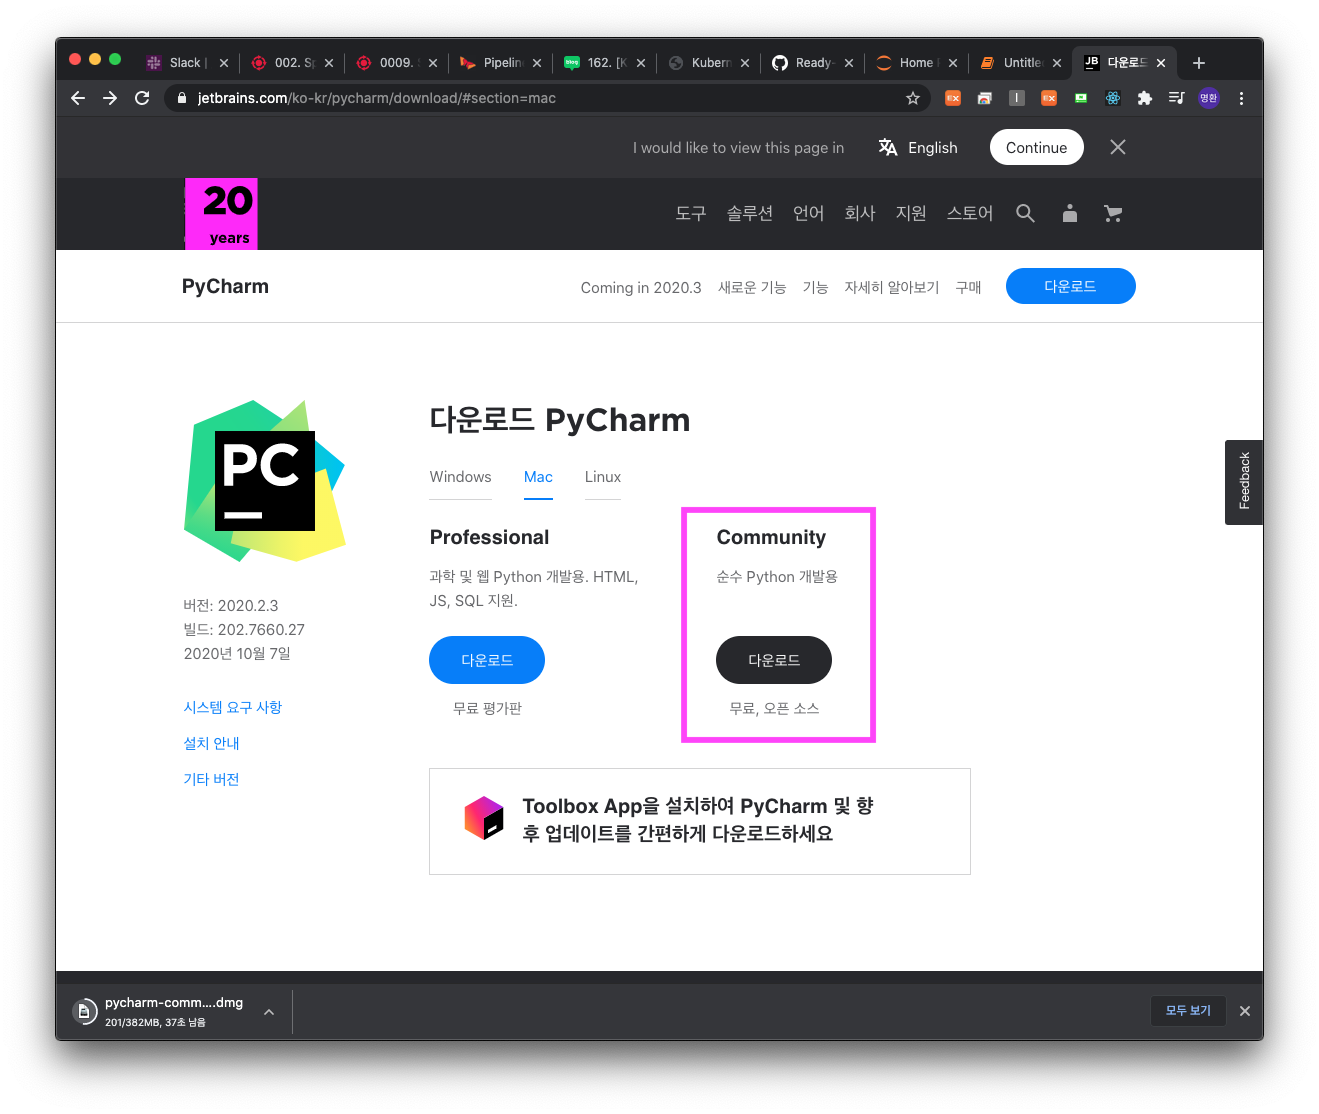 Slack |
002. Sp
0009.
Pipelin
162. [K
Kubern
Ready-
Home
Untitle
JB 다운로드
jetbrains.com/ko-kr/pycharm/download/#section=mac
명환
I would like to view this page in
English
Continue
20
years
도구 솔루션 언어 회사 지원 스토어
PyCharm
Coming in 2020.3 새로운 기능 기능 자세히 알아보기 구매
다운로드
PC
버전: 2020.2.3
빌드: 202.7660.27
2020년 10월 7일
시스템 요구 사항
설치 안내
기타 버전
다운로드 PyCharm
Windows Mac Linux
Professional
과학 및 웹 Python 개발용. HTML,
JS, SQL 지원.
다운로드
무료 평가판
Community
순수 Python 개발용
다운로드
무료, 오픈 소스
Toolbox App을 설치하여 PyCharm 및 향
후 업데이트를 간편하게 다운로드하세요
Feedback
pycharm-comm....dmg
201/382MB, 37초 남음
모두 보기